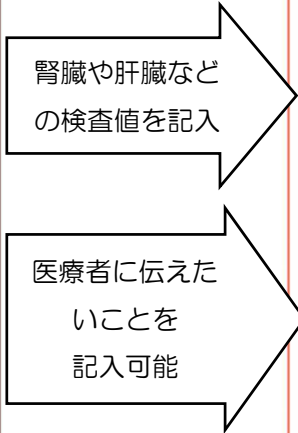 腎臓や肝臓など
の検査値を記入
医療者に伝えた
いことを
記入可能